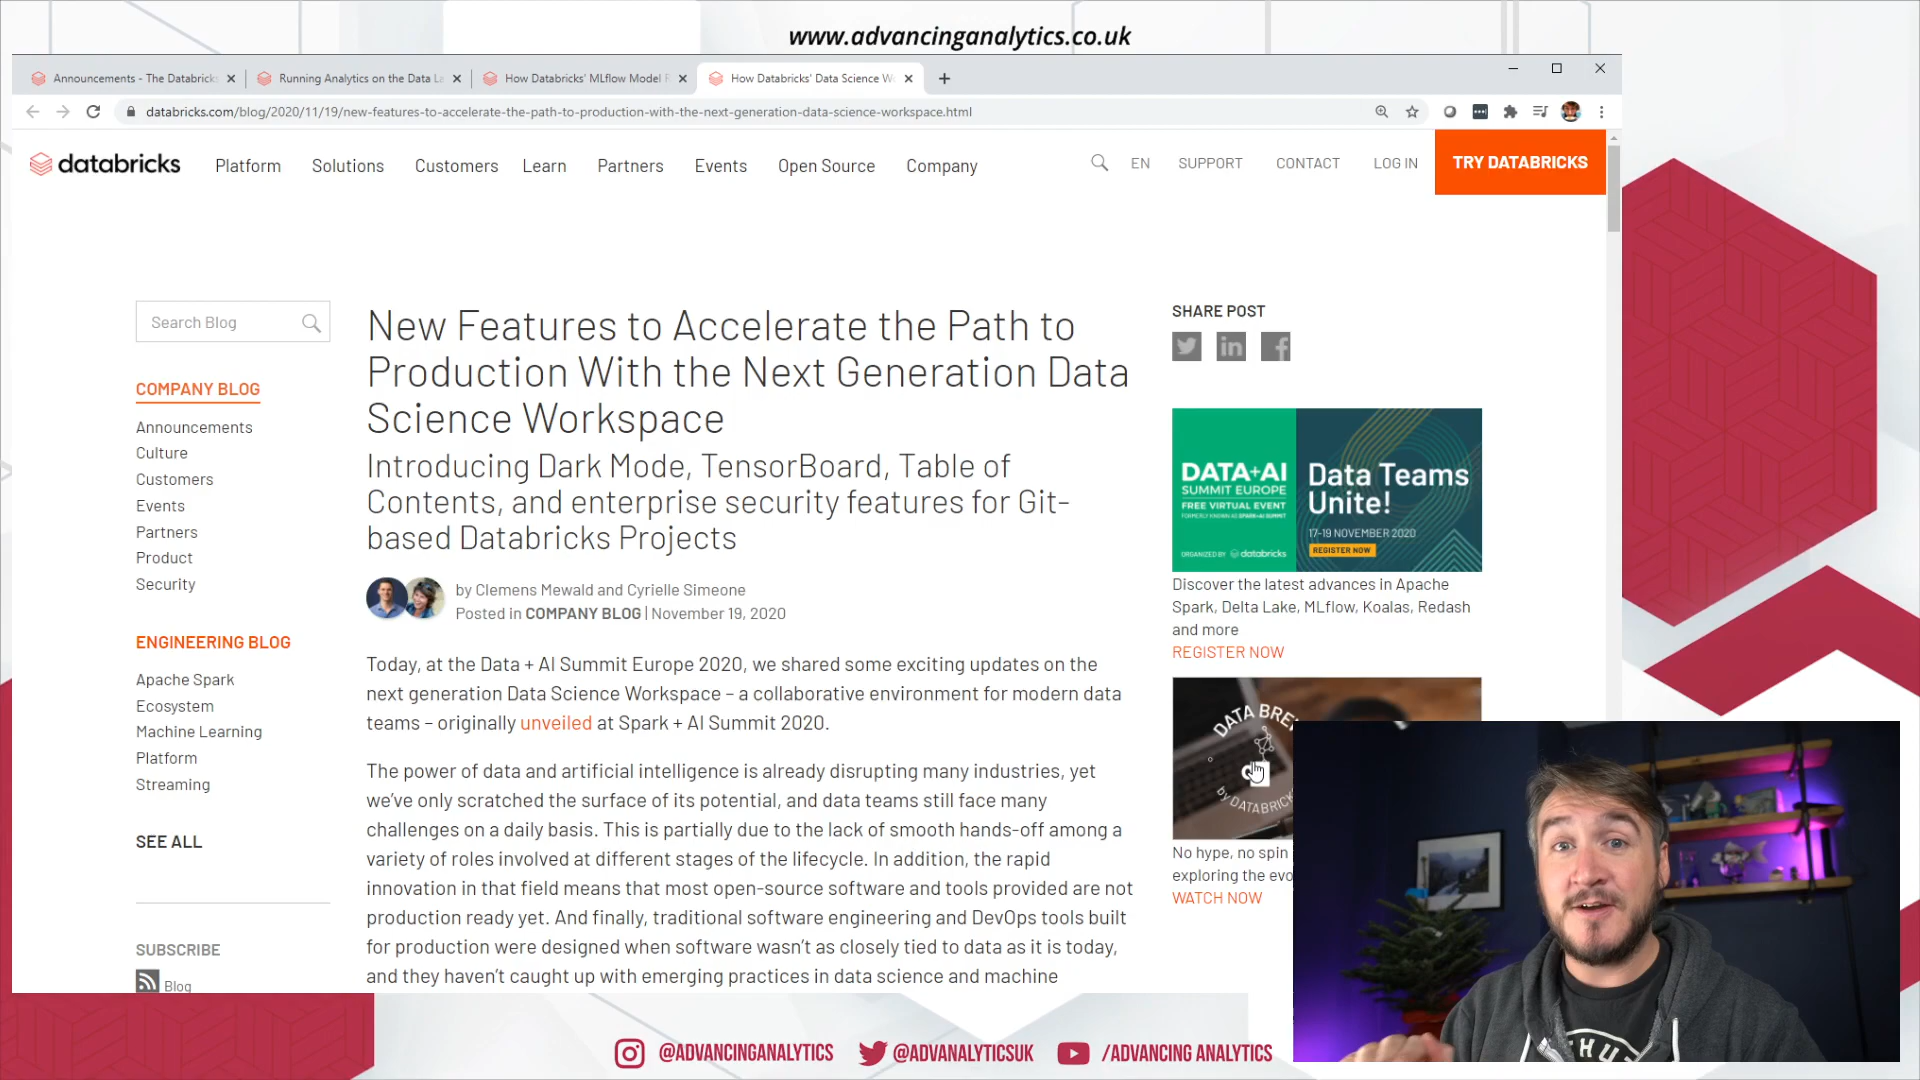 www.advancinganalytics.co.uk
Announcements - The Databricks
Running Analytics on the Data La
How Databricks' MLflow Model R
How Databricks' Data Science W
databricks.com/blog/2020/11/19/new-features-to-accelerate-the-path-to-production-with-the-next-generation-data-science-workspace.html
databricks Platform Solutions Customers Learn Partners Events Open Source Company EN SUPPORT CONTACT LOG IN TRY DATABRICKS
Search Blog
COMPANY BLOG
Announcements
Culture
Customers
Events
Partners
Product
Security
ENGINEERING BLOG
Apache Spark
Ecosystem
Machine Learning
Platform
Streaming
SEE ALL
SUBSCRIBE
Blog
New Features to Accelerate the Path to
Production With the Next Generation Data
Science Workspace
Introducing Dark Mode, TensorBoard, Table of
Contents, and enterprise security features for Git-
based Databricks Projects
by Clemens Mewald and Cyrielle Simeone
Posted in COMPANY BLOG | November 19, 2020
Today, at the Data + AI Summit Europe 2020, we shared some exciting updates on the
next generation Data Science Workspace – a collaborative environment for modern data
teams – originally unveiled at Spark + AI Summit 2020.
The power of data and artificial intelligence is already disrupting many industries, yet
we've only scratched the surface of its potential, and data teams still face many
challenges on a daily basis. This is partially due to the lack of smooth hands-off among a
variety of roles involved at different stages of the lifecycle. In addition, the rapid
innovation in that field means that most open-source software and tools provided are not
production ready yet. And finally, traditional software engineering and DevOps tools built
for production were designed when software wasn't as closely tied to data as it is today,
and they haven't caught up with emerging practices in data science and machine
SHARE POST
DATA+AI
SUMMIT EUROPE
FREE VIRTUAL EVENT
FORMERLY KNOWN AS SPARK+AI SUMMIT
ORGANIZED BY databricks
Data Teams
Unite!
17-19 NOVEMBER 2020
REGISTER NOW
Discover the latest advances in Apache
Spark, Delta Lake, MLflow, Koalas, Redash
and more
REGISTER NOW
DATA BRE
by DATABRICK
No hype, no spin
exploring the evo
WATCH NOW
@ADVANCINGANALYTICS @ADVANALYTICSUK /ADVANCING ANALYTICS